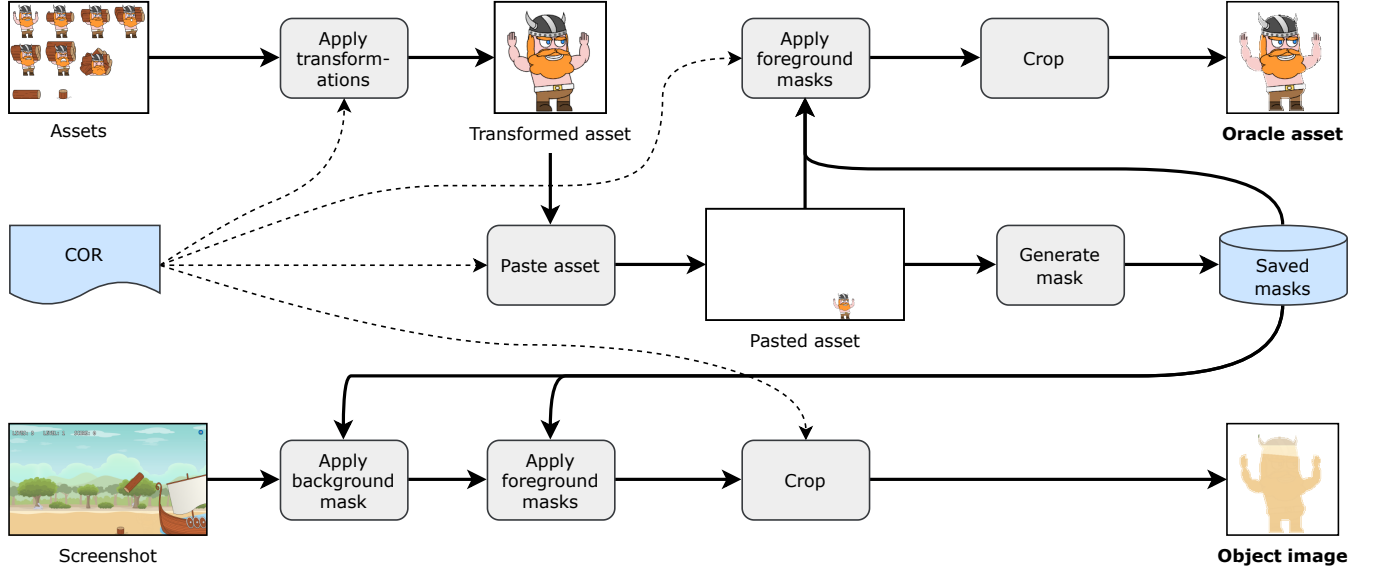 Apply
transform-
ations
Apply
foreground
masks
Crop
Assets
Transformed asset
Oracle asset
COR
Paste asset
Generate
mask
Saved
masks
Pasted asset
Apply
background
mask
Apply
foreground
masks
Crop
Screenshot
Object image